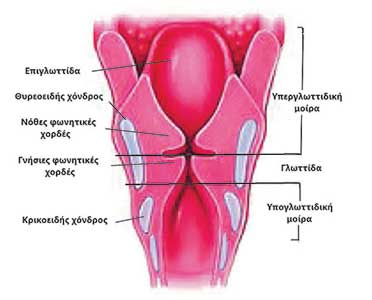 Επιγλωττίδα
Θυρεοειδής χόνδρος
Νόθες φωνητικές
χορδές
Γνήσιες φωνητικές
χορδές
Κρικοειδής χόνδρος
Υπεργλωττιδική
μοίρα
Γλωττίδα
Υπογλωττιδική
μοίρα